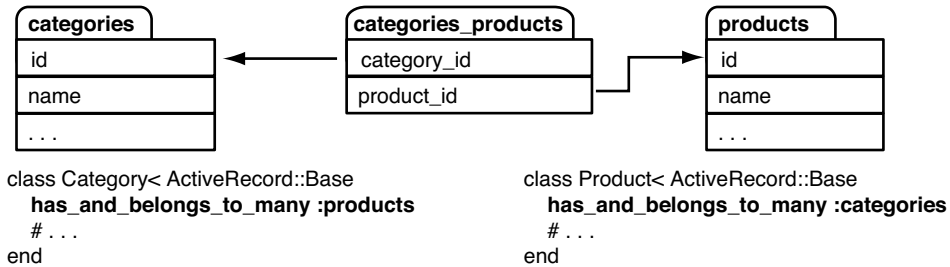 categories
id
name
. . .
categories_products
category_id
product_id
products
id
name
. . .
class Category< ActiveRecord::Base
has_and_belongs_to_many :products
# . . .
end
class Product< ActiveRecord::Base
has_and_belongs_to_many :categories
# . . .
end